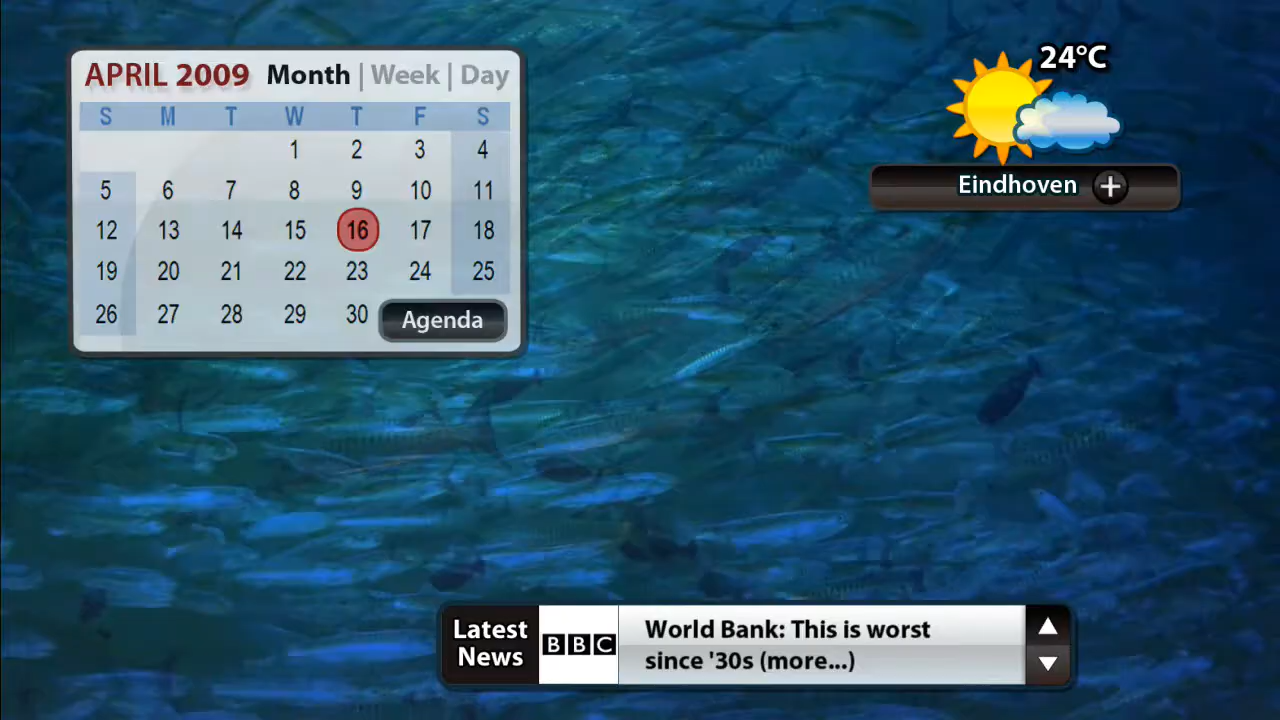 APRIL 2009 Month | Week | Day
S M T W T F S
1 2 3 4
5 6 7 8 9 10 11
12 13 14 15 16 17 18
19 20 21 22 23 24 25
26 27 28 29 30 Agenda
24°C
Eindhoven +
Latest
News
BBC
World Bank: This is worst
since '30s (more...)